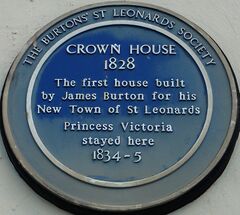 THE BURTONS' ST LEONARDS SOCIETY
CROWN HOUSE
1828
The first house built
by James Burton for his
New Town of St Leonards
Princess Victoria
stayed here
1834-5